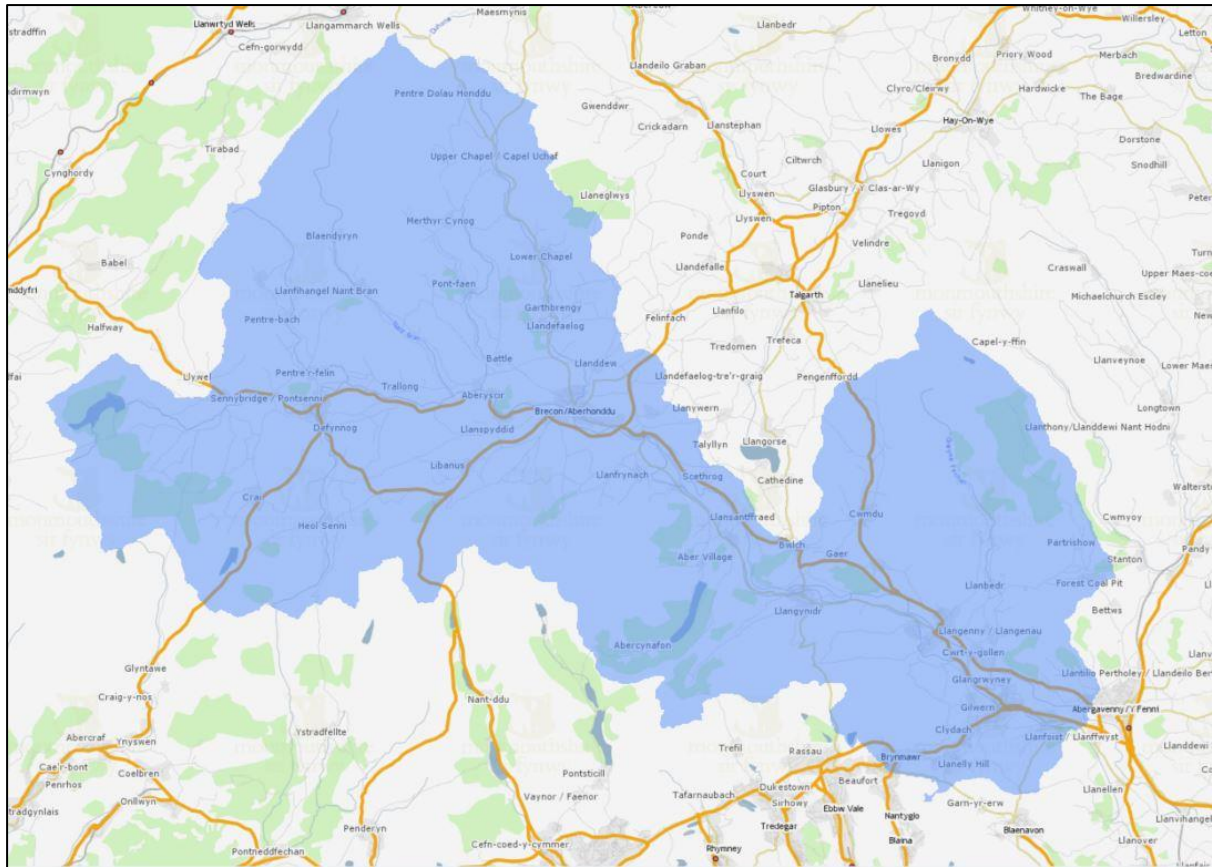 Llanwrtyd Wells
Llangammarch Wells
Maesmynis
Llanbedr
Whitney-on-Wye
Willersley
Letton
Cefn-gorwydd
Llandeilo Graban
Bronydd
Priory Wood
Merbach
Bredwardine
Pentre Dolau Honddu
Gwenddwr
Clyro/Cleirwy
Hardwicke
The Bage
Crickadarn
Llanstephan
Llowes
Hay-On-Wye
Tirabad
Upper Chapel / Capel Uchaf
Ciltwrch
Llanigon
Dorstone
Snodhill
Cynghordy
Court
Llyswen
Glasbury / Y Clas-ar-Wy
Llaneglwys
Pipton
Tregoyd
Merthyr Cynog
Llyswen
Blaendyryn
Ponde
Velindre
Babel
Lower Chapel
Llandefalle
Craswall
Llanfihangel Nant Bran
Pont-faen
Llanelieu
Talgarth
Michaelchurch Escley
Garthbrengy
Llanfilo
Pentre-bach
Felinfach
Halfway
Llandefaelog
Tredomen
Trefeca
Capel-y-ffin
Battle
Llanddew
Llanveynoe
Pentre'r-felin
Llandefaelog-tre'r-graig
Pengenffordd
Llywel
Trallong
Sennybridge / Pontsenni
Aberyscir
Longtown
Brecon/Aberhonddu
Llanywern
Llanthony/Llanddewi Nant Hodni
Defynnog
Llanspyddid
Talyllyn
Llangorse
Libanus
Llanfrynach
Scethrog
Cathedine
Crai
Llansantffraed
Cwmdu
Cwmyoy
Heol Senni
Bwlch
Partrishow
Pandy
Aber Village
Gaer
Stanton
Llanbedr
Forest Coal Pit
Llangynidr
Bettws
Abercynafon
Llangenny / Llangenau
Cwrt-y-gollen
Glyntawe
Glangrwyney
Llantilio Pertholey / Llanddewi Ber
Craig-y-nos
Nant-ddu
Gilwern
Abergavenny/Y Fenni
Ystradfellte
Clydach
Abercraf
Ynyswen
Trefil
Rassau
Brynmawr
Llanfoist / Llanffwyst
Cae'r-bont
Llanelly Hill
Penrhos
Coelbren
Pontsticill
Beaufort
Dukestown
Llanellen
Onllwyn
Vaynor / Faenor
Tafarnaubach
Sirhowy
Ebbw Vale
Garn-yr-erw
Penderyn
Tredegar
Nantyglo
Blaenavon
Llanover
Cefn-coed-y-cymmer
Rhymney
Blaina
Pontneddfechan